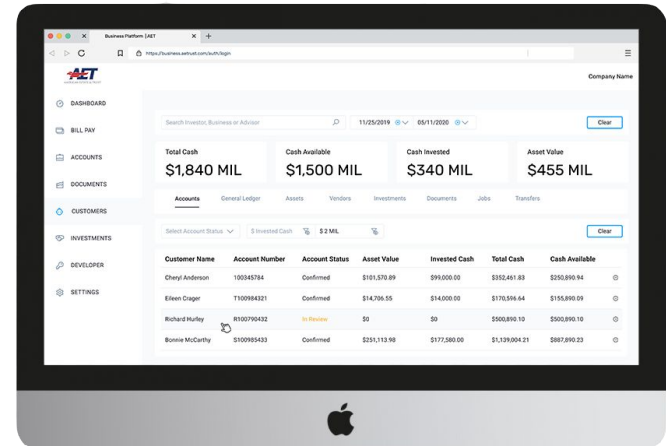 Business Platform |AET
https://business.aetrust.com/auth/login
AET
Company Name
DASHBOARD
BILL PAY
ACCOUNTS
DOCUMENTS
CUSTOMERS
INVESTMENTS
DEVELOPER
SETTINGS
Search Investor, Business or Advisor
11/25/2019 05/11/2020 Clear
Total Cash Cash Available Cash Invested Asset Value
$1,840 MIL $1,500 MIL $340 MIL $455 MIL
Accounts General Ledger Assets Vendors Investments Documents Jobs Transfers
Select Account Status $ Invested Cash $ 2 MIL Clear
Customer Name Account Number Account Status Asset Value Invested Cash Total Cash Cash Available
Cheryl Anderson 100345784 Confirmed $101,570.89 $99,000.00 $352,461.83 $250,890.94
Eileen Crager T100984321 Confirmed $14,706.55 $14,000.00 $170,596.64 $155,890.09
Richard Hurley R100790432 In Review $0 $0 $500,890.10 $500,890.10
Bonnie McCarthy S100985433 Confirmed $251,113.98 $177,580.00 $1,139,004.21 $887,890.23